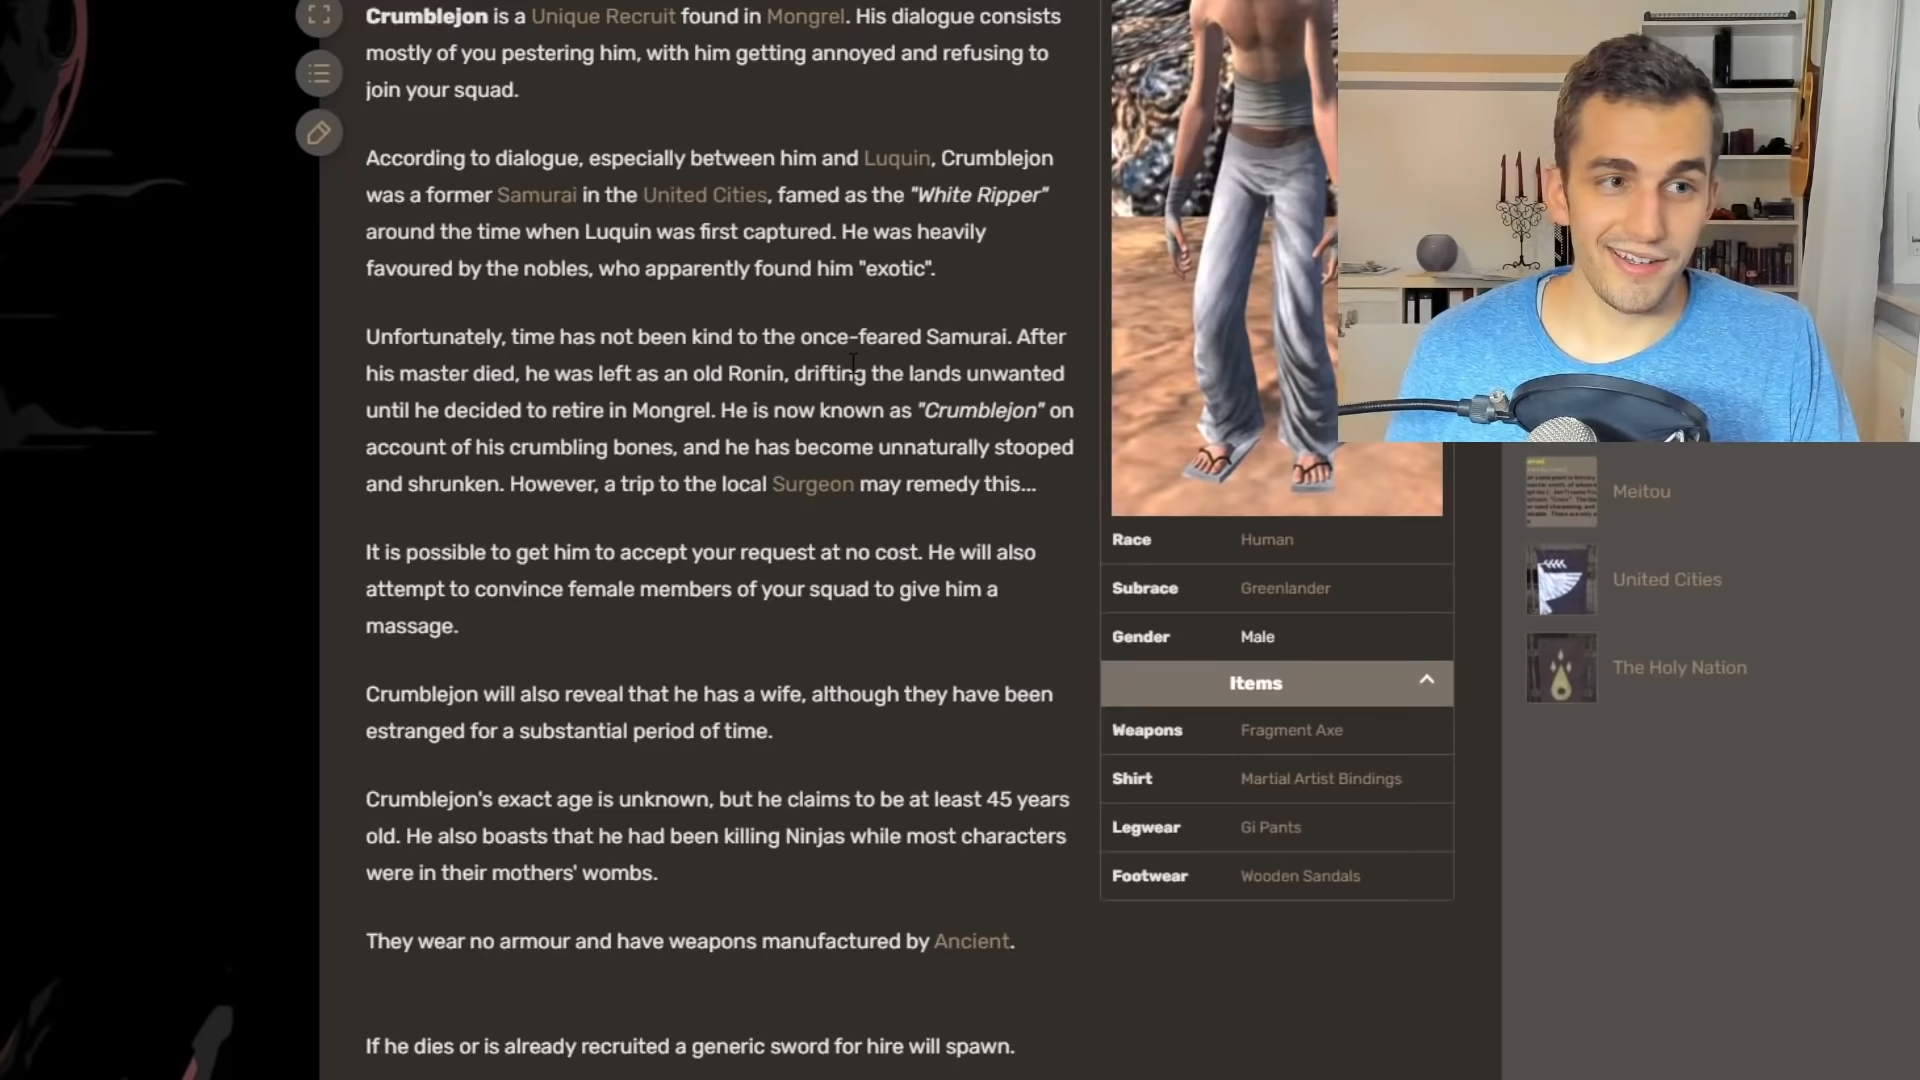 Crumblejon is a Unique Recruit found in Mongrel. His dialogue consists
mostly of you pestering him, with him getting annoyed and refusing to
join your squad.
According to dialogue, especially between him and Luquin, Crumblejon
was a former Samurai in the United Cities, famed as the "White Ripper"
around the time when Luquin was first captured. He was heavily
favoured by the nobles, who apparently found him "exotic".
Unfortunately, time has not been kind to the once-feared Samurai. After
his master died, he was left as an old Ronin, drifting the lands unwanted
until he decided to retire in Mongrel. He is now known as "Crumblejon" on
account of his crumbling bones, and he has become unnaturally stooped
and shrunken. However, a trip to the local Surgeon may remedy this...
It is possible to get him to accept your request at no cost. He will also
attempt to convince female members of your squad to give him a
massage.
Crumblejon will also reveal that he has a wife, although they have been
estranged for a substantial period of time.
Crumblejon's exact age is unknown, but he claims to be at least 45 years
old. He also boasts that he had been killing Ninjas while most characters
were in their mothers' wombs.
They wear no armour and have weapons manufactured by Ancient.
If he dies or is already recruited a generic sword for hire will spawn.
Race Human
Subrace Greenlander
Gender Male
Items
Weapons Fragment Axe
Shirt Martial Artist Bindings
Legwear Gi Pants
Footwear Wooden Sandals
Meitou
United Cities
The Holy Nation